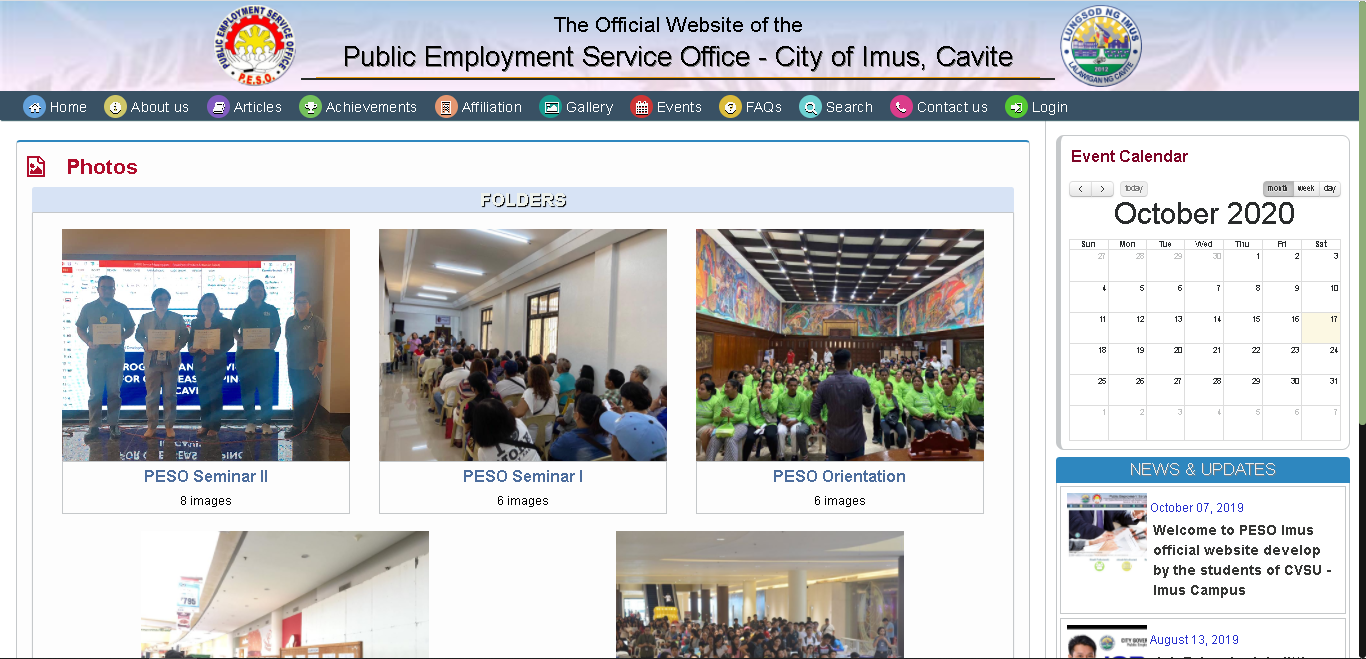 The Official Website of the
Public Employment Service Office - City of Imus, Cavite
PUBLIC EMPLOYMENT SERVICE OFFICE
P.E.S.O.
LUNGSOD NG IMUS
2012
LALAWIGAN NG CAVITE
Home About us Articles Achievements Affiliation Gallery Events FAQs Search Contact us Login
Photos
FOLDERS
PESO Seminar II
8 images
PESO Seminar I
6 images
PESO Orientation
6 images
Event Calendar
< > today month week day
October 2020
Sun Mon Tue Wed Thu Fri Sat
27 28 29 30 1 2 3
4 5 6 7 8 9 10
11 12 13 14 15 16 17
18 19 20 21 22 23 24
25 26 27 28 29 30 31
1 2 3 4 5 6 7
NEWS & UPDATES
October 07, 2019
Welcome to PESO Imus
official website develop
by the students of CVSU -
Imus Campus
August 13, 2019